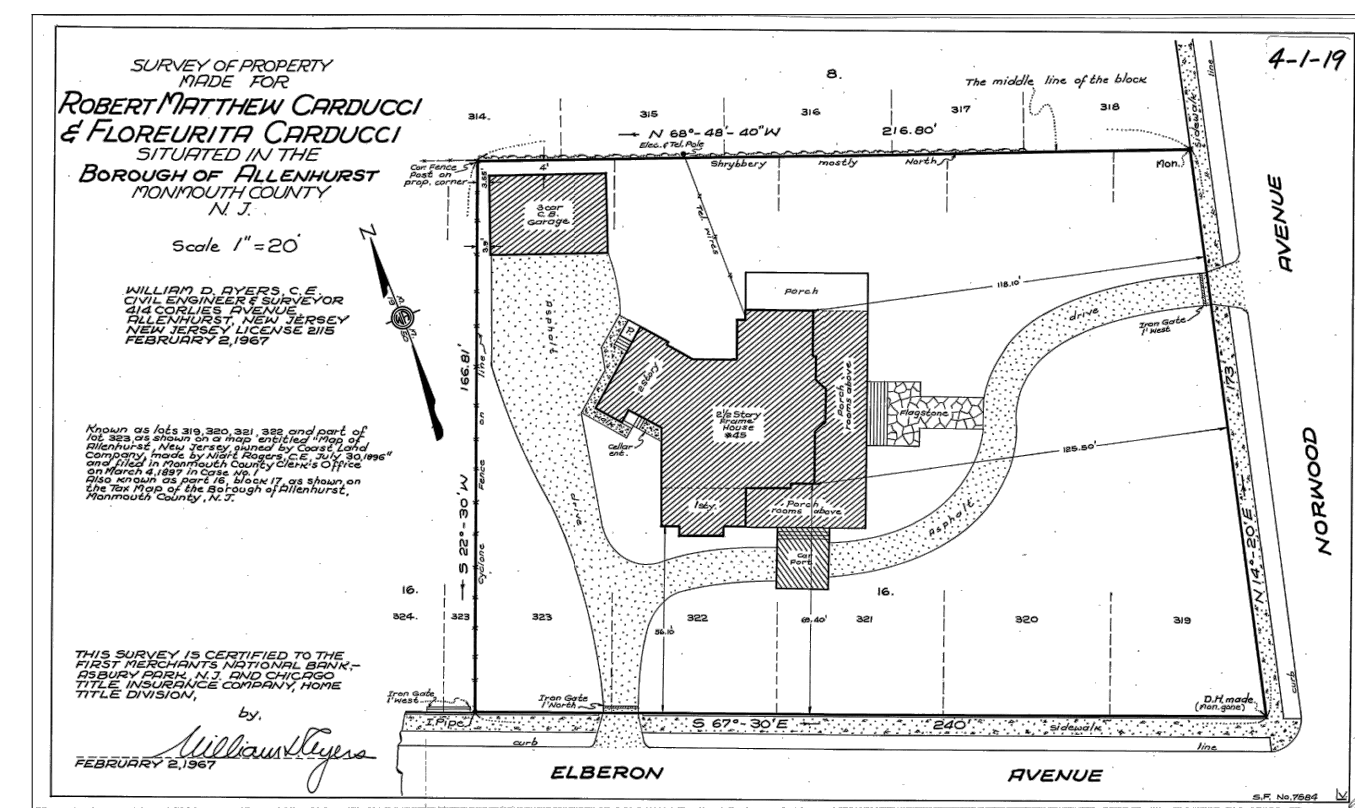 4-1-19
SURVEY OF PROPERTY
MADE FOR
ROBERT MATTHEW CARDUCCI
& FLOREURITA CARDUCCI
SITUATED IN THE
BOROUGH OF ALLENHURST
MONMOUTH COUNTY
N. J.
Scale 1"=20'
WILLIAM D. AYERS, C.E.
CIVIL ENGINEER & SURVEYOR
414 CORLIES AVENUE
ALLENHURST, NEW JERSEY
NEW JERSEY LICENSE 2115
FEBRUARY 2, 1967
Known as lots 319, 320, 321, 322 and part of
lot 323 as shown on a map entitled "Map of
Allenhurst, New Jersey owned by Coast Land
Company, made by Niart Rogers, C.E. July 30, 1896"
and filed in Monmouth County Clerk's Office
on March 4, 1897 in Case No. 1
Also known as part 16, block 17, as shown on
the Tax Map of the Borough of Allenhurst,
Monmouth County, N. J.
THIS SURVEY IS CERTIFIED TO THE
FIRST MERCHANTS NATIONAL BANK,-
ASBURY PARK, N.J. AND CHICAGO
TITLE INSURANCE COMPANY, HOME
TITLE DIVISION,
by,
William D Ayers
FEBRUARY 2, 1967
8.
The middle line of the block
314.
315
316
317
318
N 68°-48'-40" W
216.80'
Elec. & Tel. Pole
Shrybbery mostly North
Cor. Fence
Post on
prop. corner
Mon.
4'
3.55'
3.9'
3 car
C.B.
Garage
Tel. wires
asphalt
drive
porch
118.10'
drive
Iron Gate
1' West
2 story
2½ Story
Frame
House
#45
Porch
rooms above
Flagstone
walk
Cellar
ent.
125.50'
1 sty.
Porch
rooms above
Car
Port
Asphalt
S 22°-30' W
166.81'
cyclone Fence on line
N 14°-20' E
173'
16.
324.
323
323
322
16.
321
320
319
56.10'
69.40'
Iron Gate
1' West
Iron Gate
1' North
D.H. made
(Mon. gone)
I. Pipe
S 67°-30' E
240'
sidewalk
curb
line
sidewalk
line
curb
NORWOOD AVENUE
ELBERON AVENUE
S.F. No. 7584